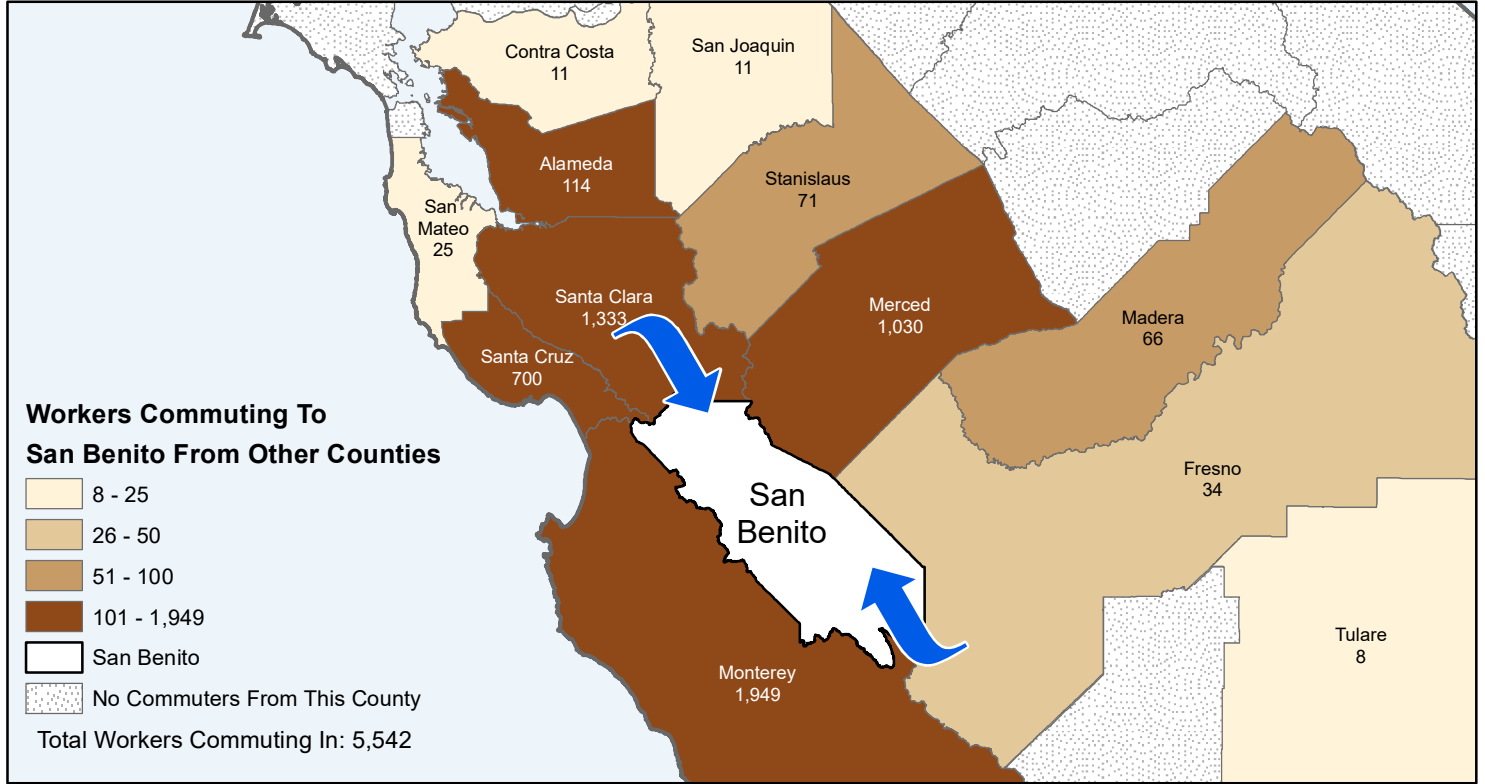 Contra Costa
11
San Joaquin
11
Alameda
114
Stanislaus
71
San
Mateo
25
Santa Clara
1,333
Merced
1,030
Madera
66
Santa Cruz
700
Fresno
34
San
Benito
Tulare
8
Monterey
1,949
Workers Commuting To
San Benito From Other Counties
8 - 25
26 - 50
51 - 100
101 - 1,949
San Benito
No Commuters From This County
Total Workers Commuting In: 5,542